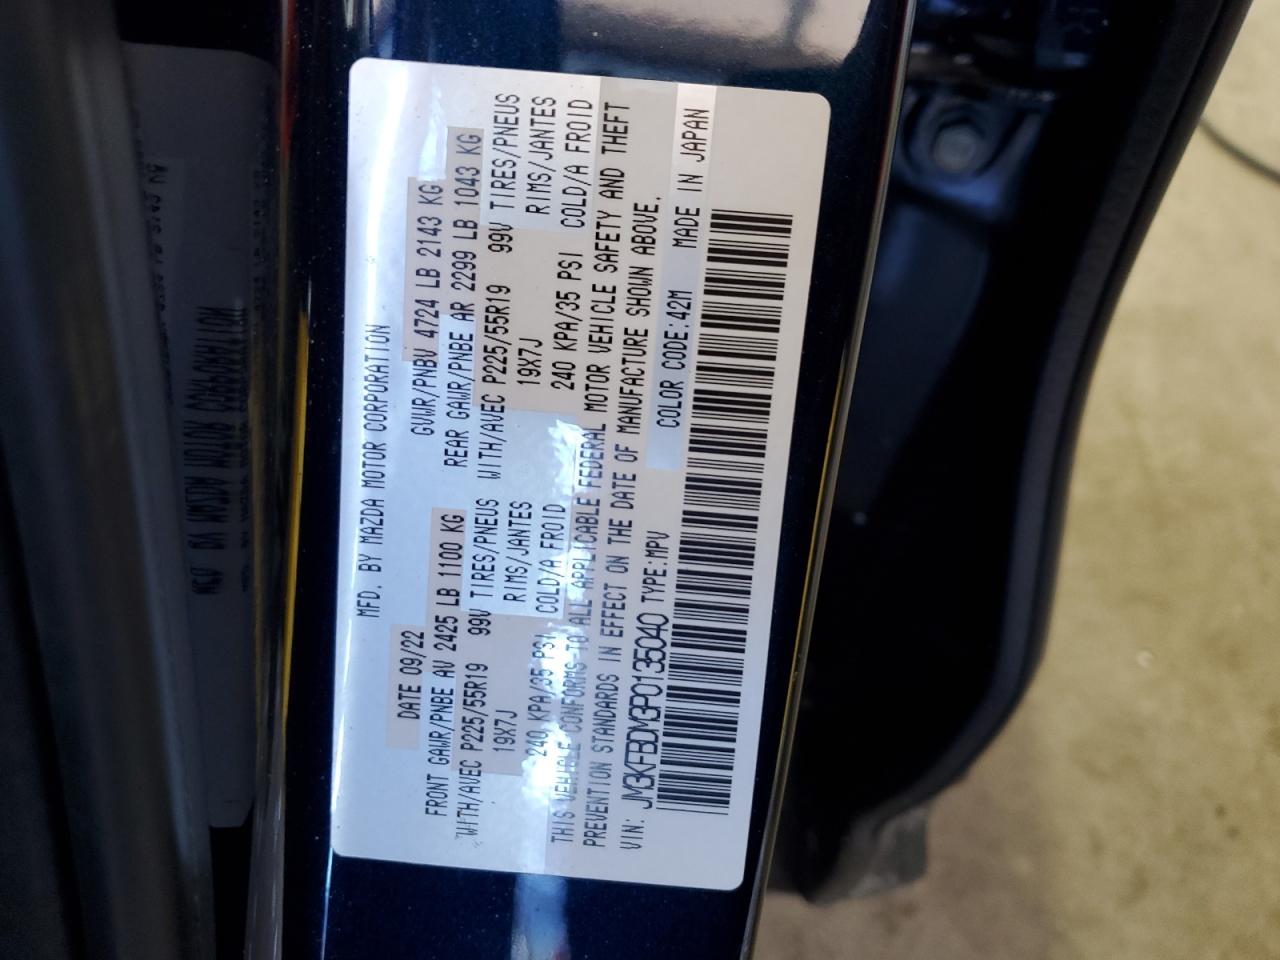 MFD. BY MAZDA MOTOR CORPORATION
DATE 09/22 GVWR/PNBV 4724 LB 2143 KG
FRONT GAWR/PNBE AV 2425 LB 1100 KG REAR GAWR/PNBE AR 2299 LB 1043 KG
WITH/AVEC P225/55R19 99V TIRES/PNEUS WITH/AVEC P225/55R19 99V TIRES/PNEUS
19X7J RIMS/JANTES 19X7J RIMS/JANTES
240 KPA/35 PSI COLD/A FROID 240 KPA/35 PSI COLD/A FROID
THIS VEHICLE CONFORMS TO ALL APPLICABLE FEDERAL MOTOR VEHICLE SAFETY AND THEFT
PREVENTION STANDARDS IN EFFECT ON THE DATE OF MANUFACTURE SHOWN ABOVE.
VIN: JM3KFBDM3P0135040 TYPE:MPV COLOR CODE:42M MADE IN JAPAN